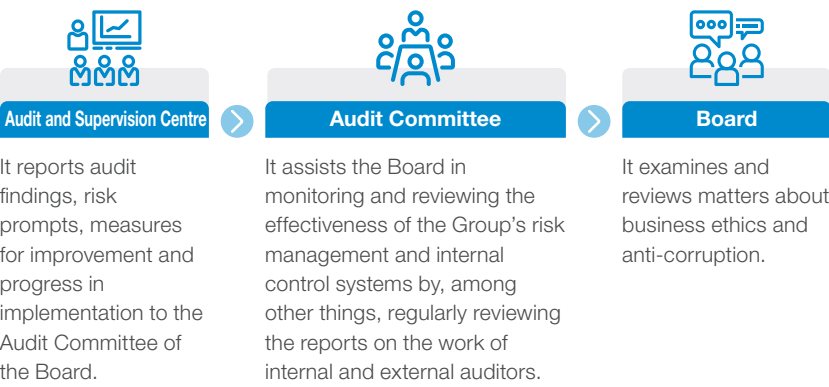 Audit and Supervision Centre
It reports audit
findings, risk
prompts, measures
for improvement and
progress in
implementation to the
Audit Committee of
the Board.
Audit Committee
It assists the Board in
monitoring and reviewing the
effectiveness of the Group’s risk
management and internal
control systems by, among
other things, regularly reviewing
the reports on the work of
internal and external auditors.
Board
It examines and
reviews matters about
business ethics and
anti-corruption.